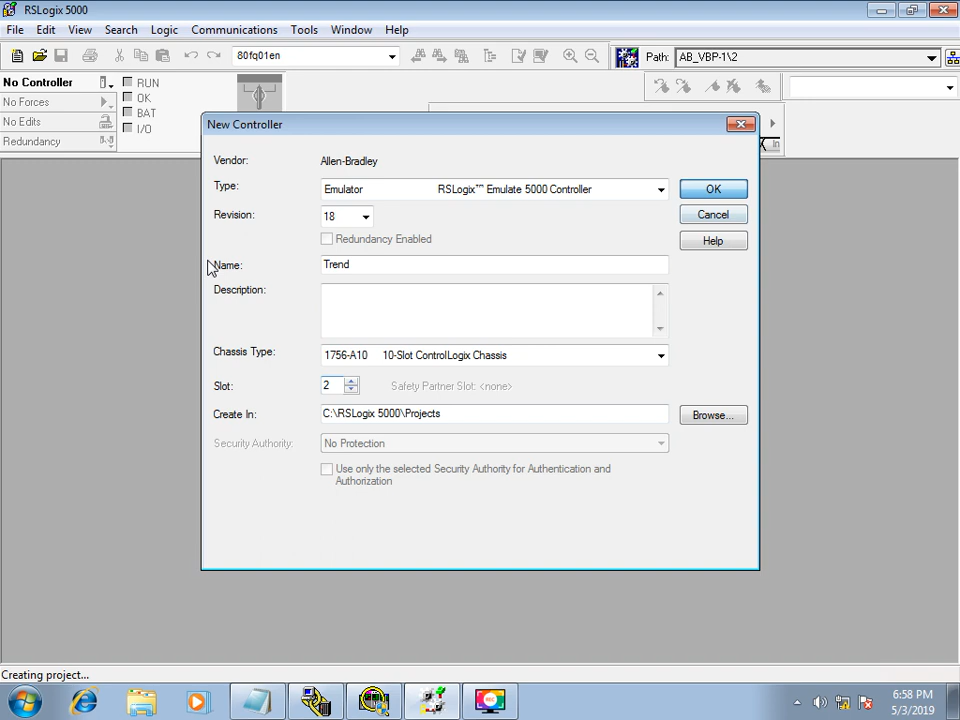 RSLogix 5000
File Edit View Search Logic Communications Tools Window Help
80fq01en Path: AB_VBP-1\2
No Controller RUN
No Forces OK
No Edits BAT
Redundancy I/O
New Controller
Vendor: Allen-Bradley
Type: Emulator RSLogix™ Emulate 5000 Controller OK
Revision: 18 Cancel
Redundancy Enabled Help
Name: Trend
Description:
Chassis Type: 1756-A10 10-Slot ControlLogix Chassis
Slot: 2 Safety Partner Slot: <none>
Create In: C:\RSLogix 5000\Projects Browse...
Security Authority: No Protection
Use only the selected Security Authority for Authentication and
Authorization
Creating project...
REC
6:58 PM
5/3/2019